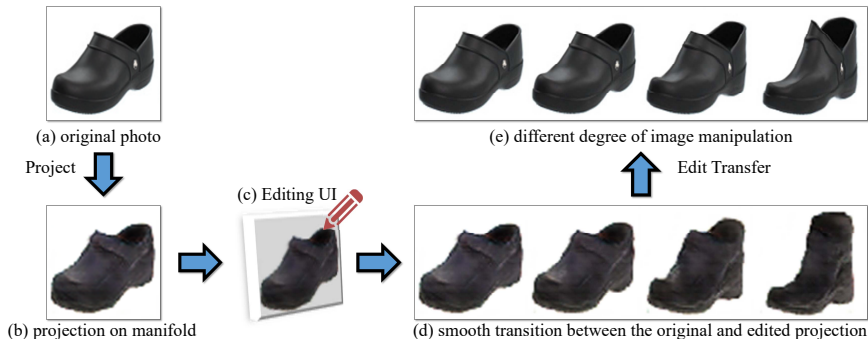 (a) original photo
(e) different degree of image manipulation
Project
Edit Transfer
(c) Editing UI
(b) projection on manifold
(d) smooth transition between the original and edited projection